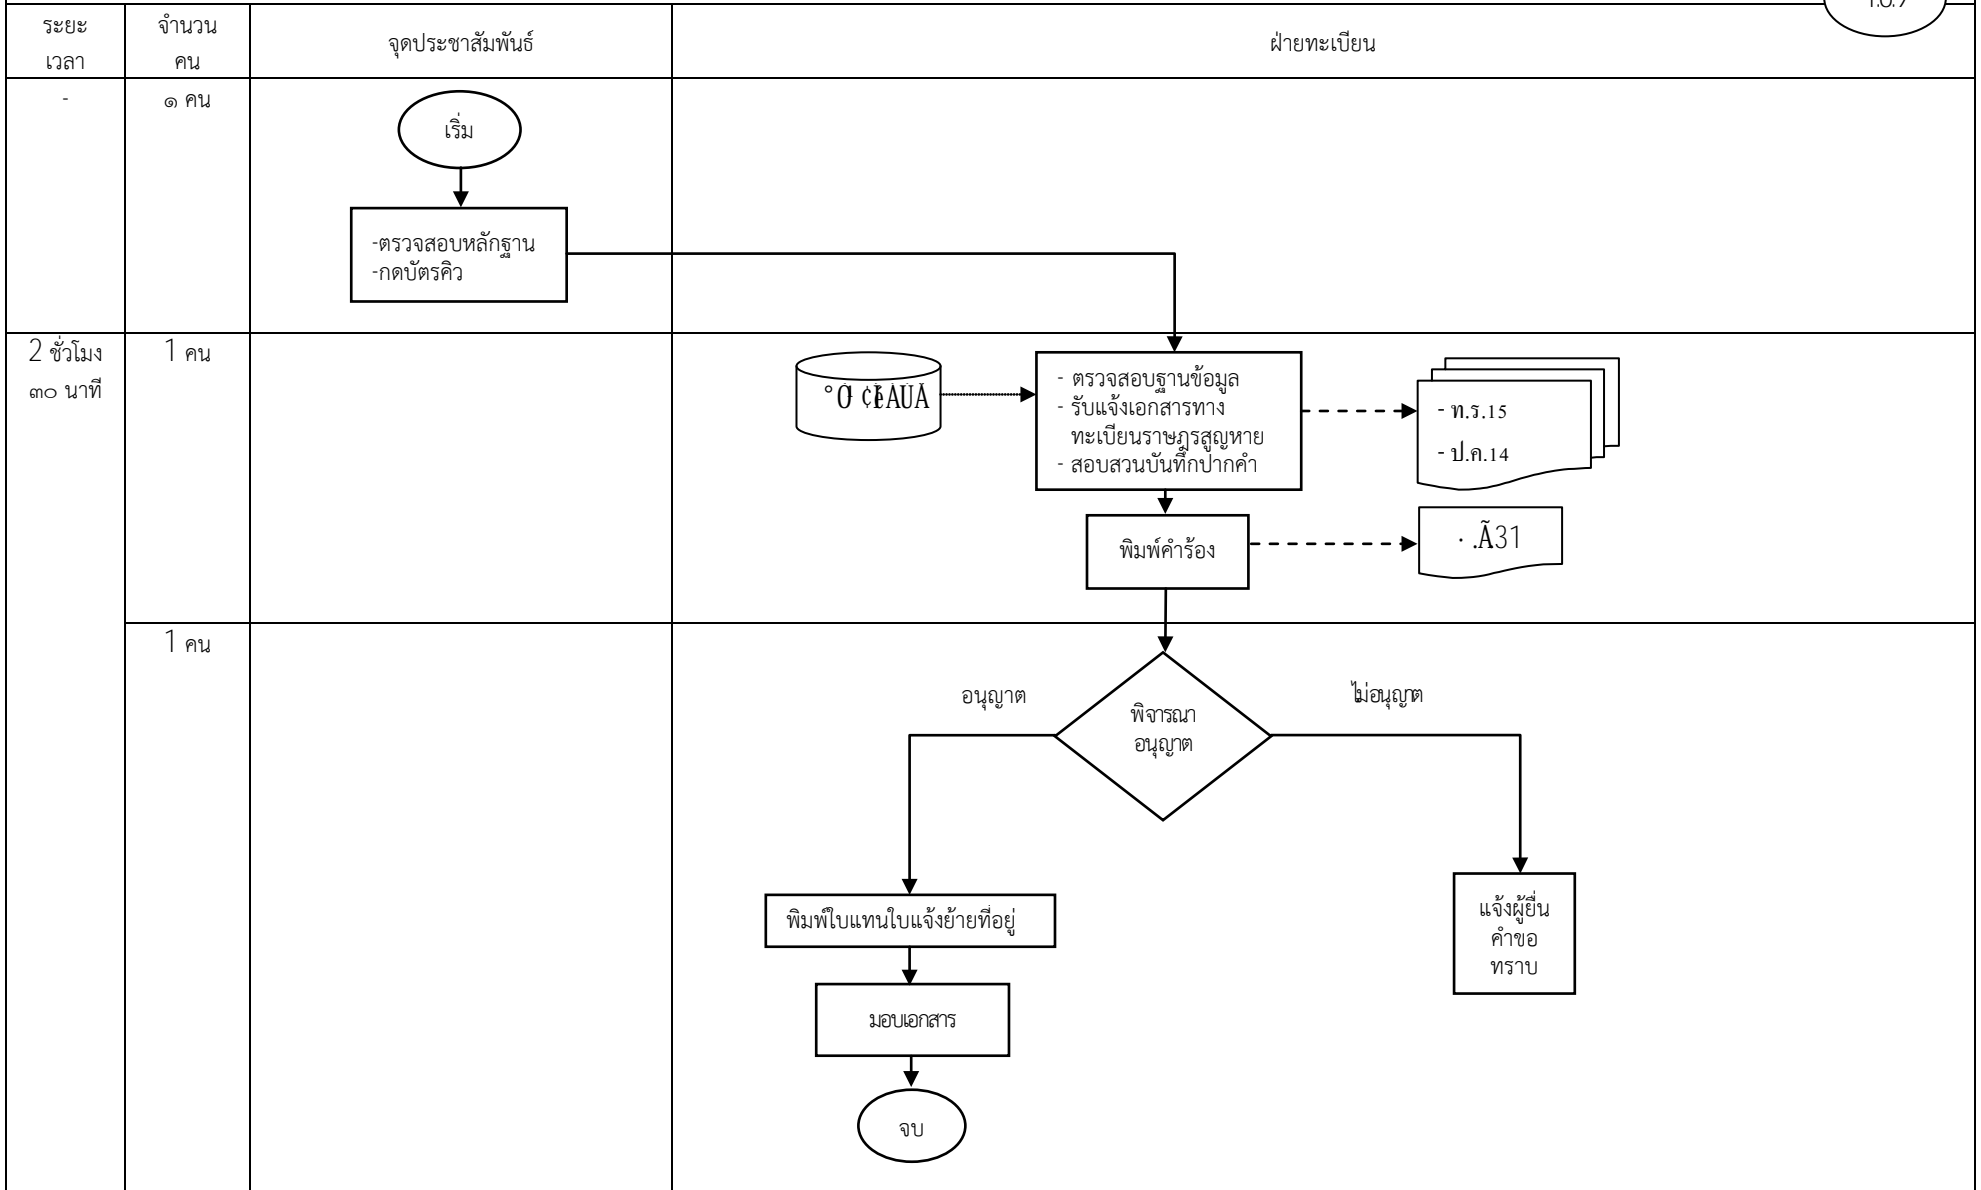 ระยะ
เวลา
จำนวน
คน
จุดประชาสัมพันธ์
ฝ่ายทะเบียน
-
๑ คน
เริ่ม
-ตรวจสอบหลักฐาน
-กดบัตรคิว
2 ชั่วโมง
๓๐ นาที
1 คน
- ตรวจสอบฐานข้อมูล
- รับแจ้งเอกสารทาง
ทะเบียนราษฎรสูญหาย
- สอบสวนบันทึกปากคำ
- ท.ร.15
- ป.ค.14
พิมพ์คำร้อง
· .Ã31
1 คน
อนุญาต
ไม่อนุญาต
พิจารณา
อนุญาต
พิมพ์ใบแทนใบแจ้งย้ายที่อยู่
แจ้งผู้ยื่น
คำขอ
ทราบ
มอบเอกสาร
จบ